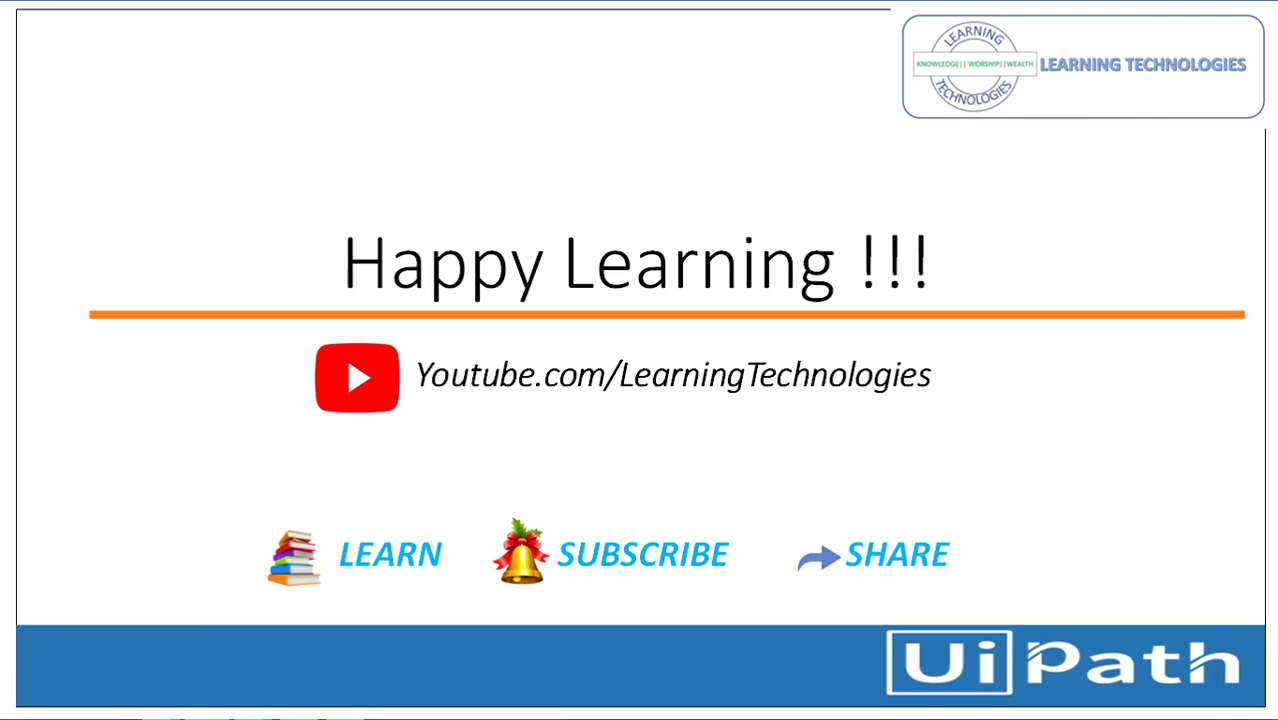 LEARNING
KNOWLEDGE|| WORSHIP||WEALTH
TECHNOLOGIES
LEARNING TECHNOLOGIES
Happy Learning !!!
Youtube.com/LearningTechnologies
LEARN
SUBSCRIBE
SHARE
UiPath